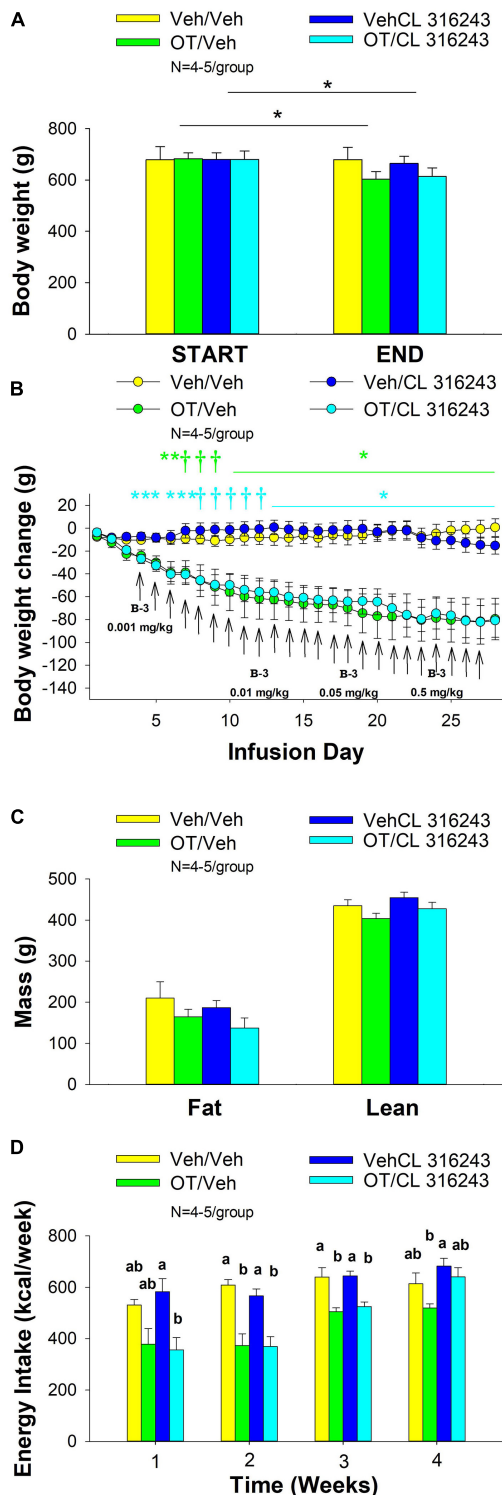 A
Veh/Veh VehCL 316243
OT/Veh OT/CL 316243
N=4-5/group
*
*
Body weight (g)
800
600
400
200
0
START END
B
Veh/Veh Veh/CL 316243
OT/Veh OT/CL 316243
N=4-5/group
**††† *
*** ***††††† *
Body weight change (g)
20
0
-20
-40
-60
-80
-100
-120
-140
B-3
0.001 mg/kg
B-3 B-3 B-3
0.01 mg/kg 0.05 mg/kg 0.5 mg/kg
5 10 15 20 25
Infusion Day
C
Veh/Veh VehCL 316243
OT/Veh OT/CL 316243
N=4-5/group
Mass (g)
500
400
300
200
100
0
Fat Lean
D
Veh/Veh VehCL 316243
OT/Veh OT/CL 316243
N=4-5/group
Energy Intake (kcal/week)
800
600
400
200
0
ab ab a b a b a b a b a b ab b a ab
1 2 3 4
Time (Weeks)